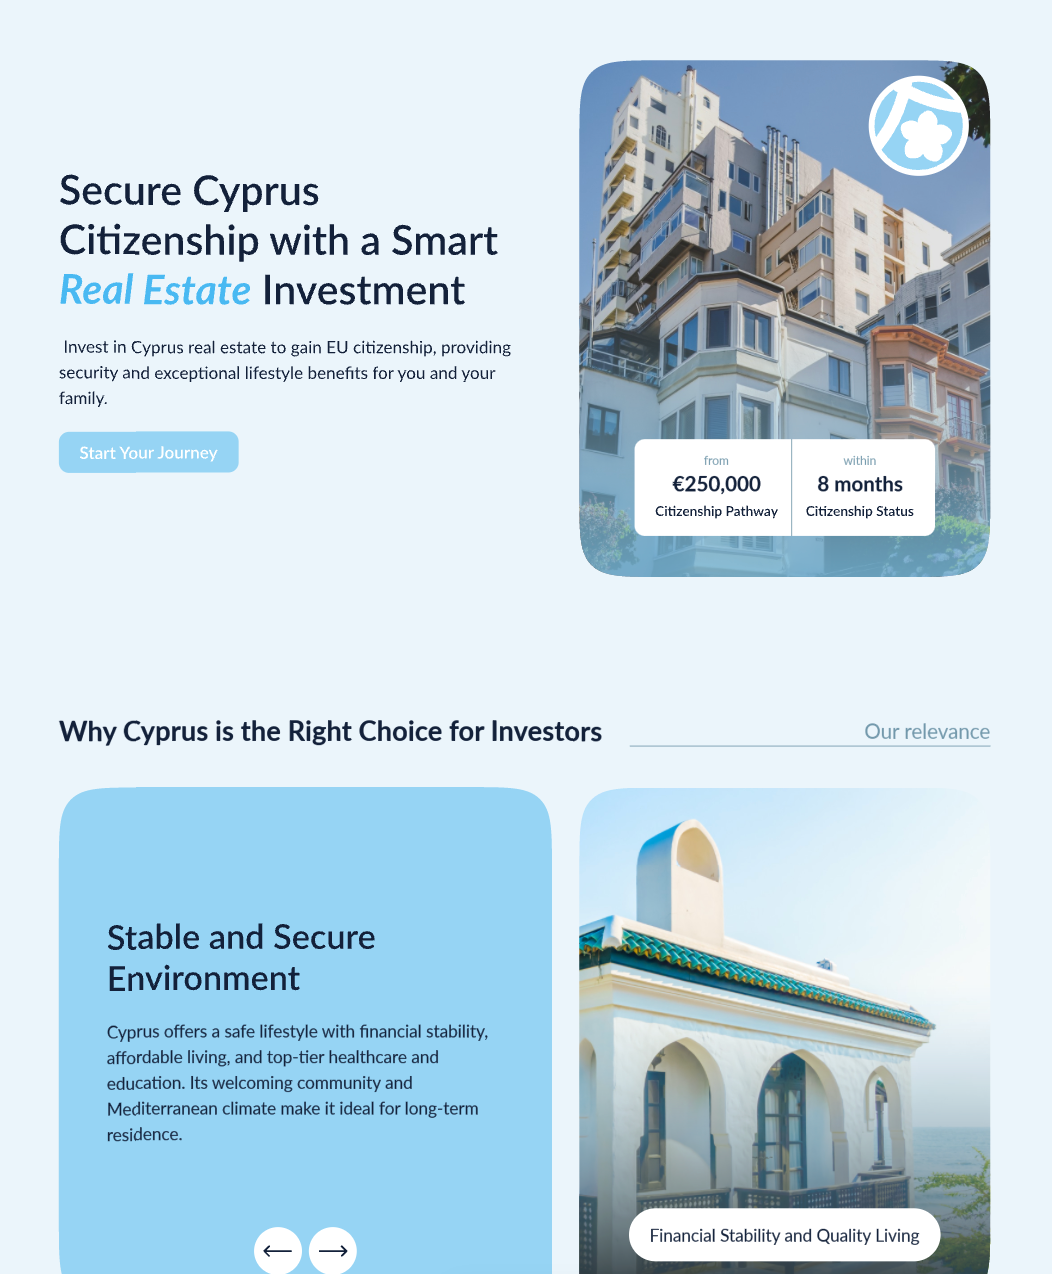 Secure Cyprus
Citizenship with a Smart
Real Estate Investment
Invest in Cyprus real estate to gain EU citizenship, providing
security and exceptional lifestyle benefits for you and your
family.
Start Your Journey
from
€250,000
Citizenship Pathway
within
8 months
Citizenship Status
Why Cyprus is the Right Choice for Investors
Our relevance
Stable and Secure
Environment
Cyprus offers a safe lifestyle with financial stability,
affordable living, and top-tier healthcare and
education. Its welcoming community and
Mediterranean climate make it ideal for long-term
residence.
Financial Stability and Quality Living